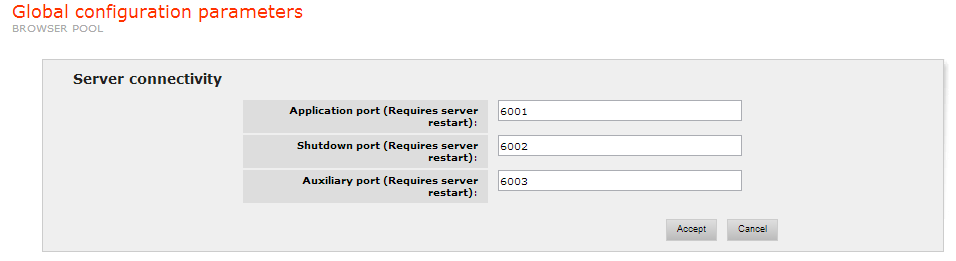 Global configuration parameters
BROWSER POOL
Server connectivity
Application port (Requires server
restart):
6001
Shutdown port (Requires server
restart):
6002
Auxiliary port (Requires server
restart):
6003
Accept Cancel